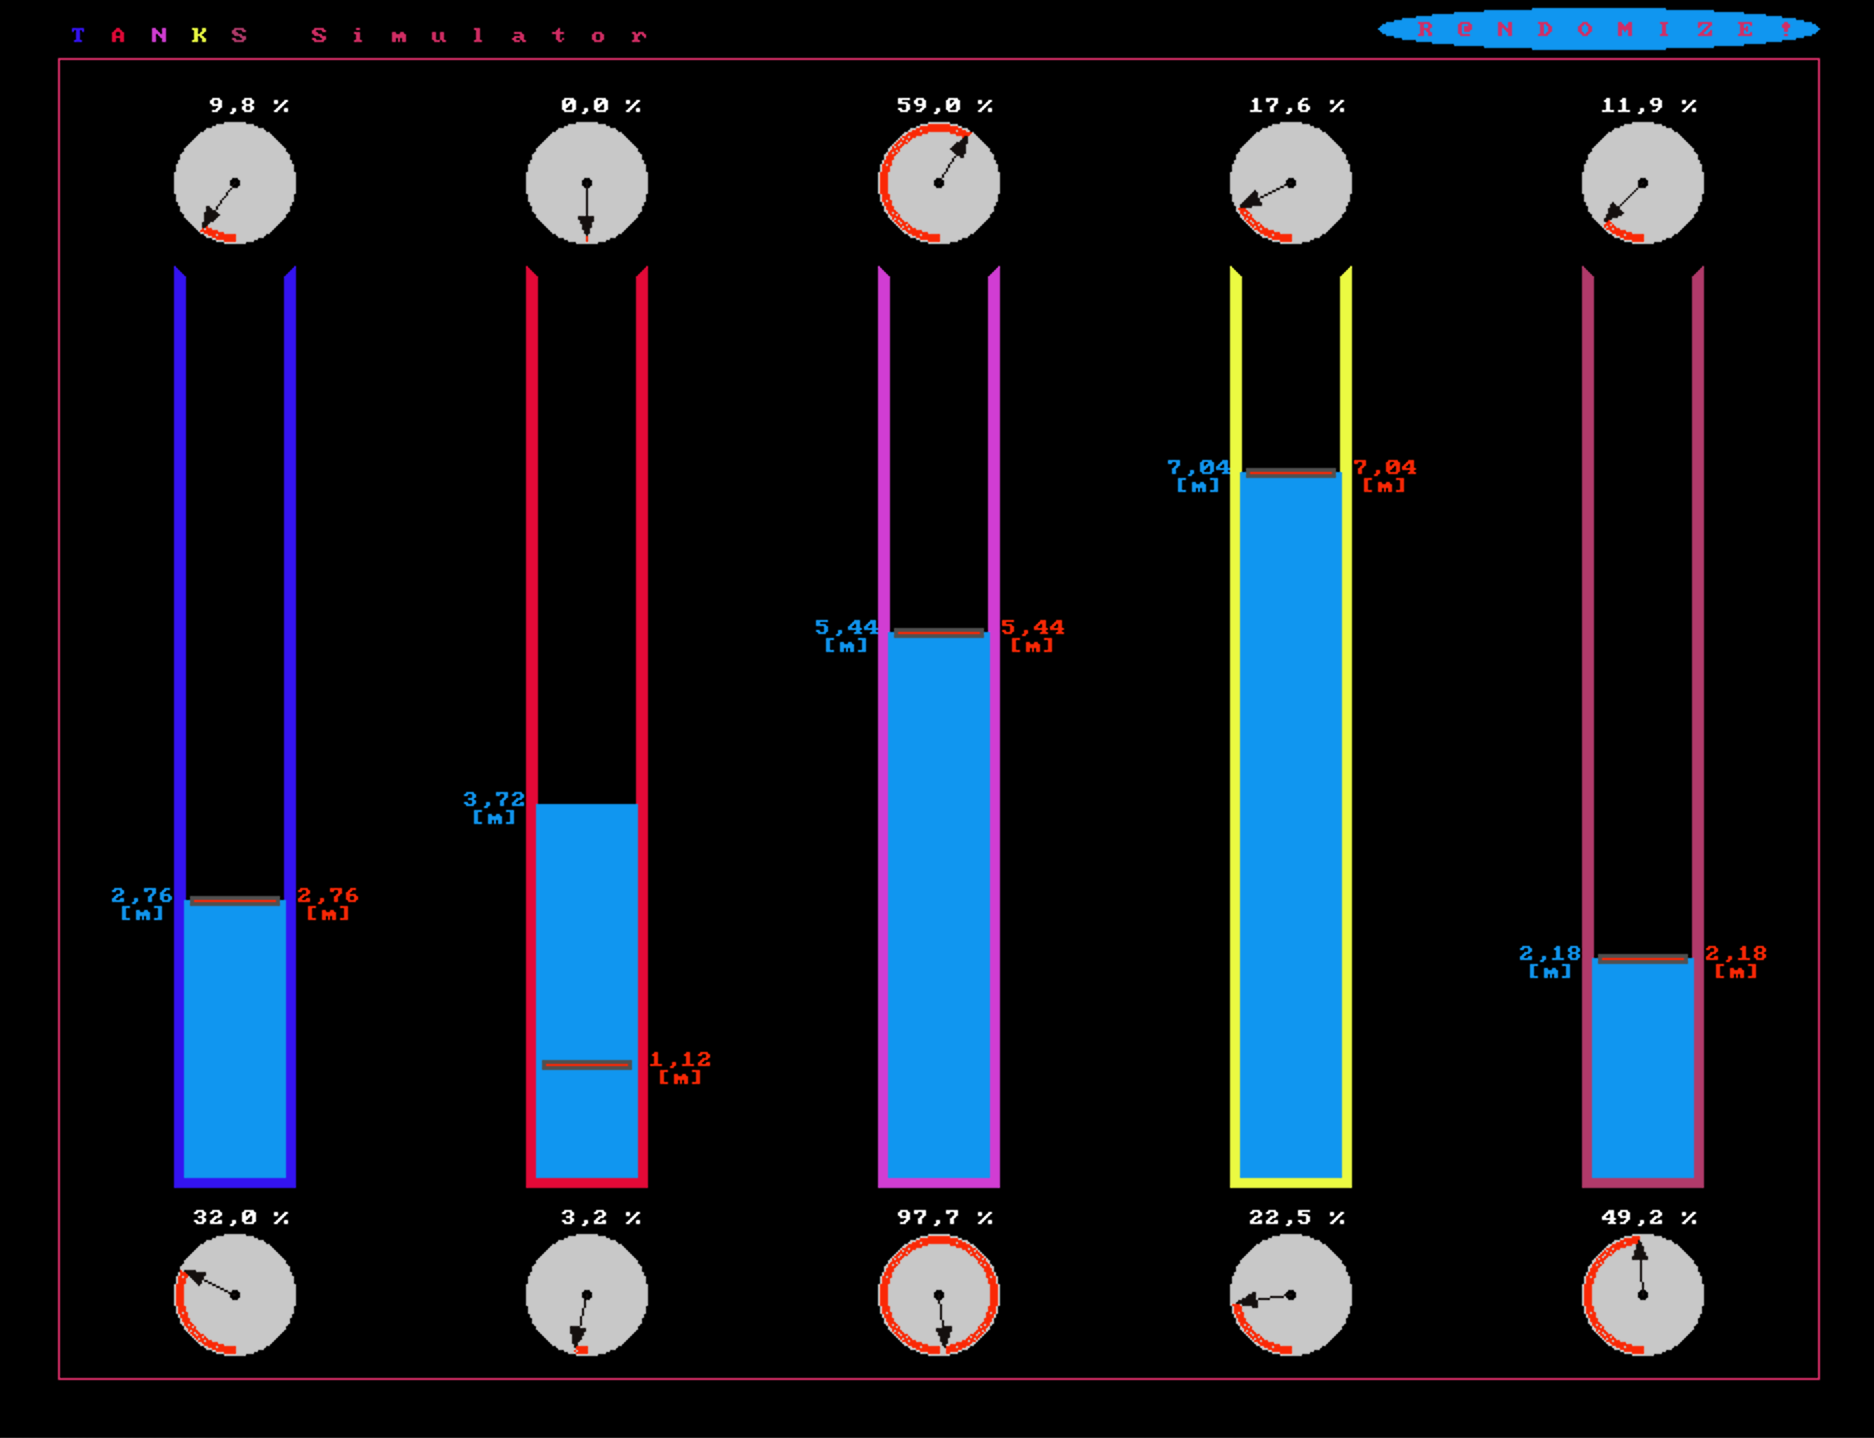 TANKS Simulator
R@NDOMIZE!
9,8 %
0,0 %
59,0 %
17,6 %
11,9 %
7,04
[m]
7,04
[m]
5,44
[m]
5,44
[m]
3,72
[m]
2,76
[m]
2,76
[m]
2,18
[m]
2,18
[m]
1,12
[m]
32,0 %
3,2 %
97,7 %
22,5 %
49,2 %